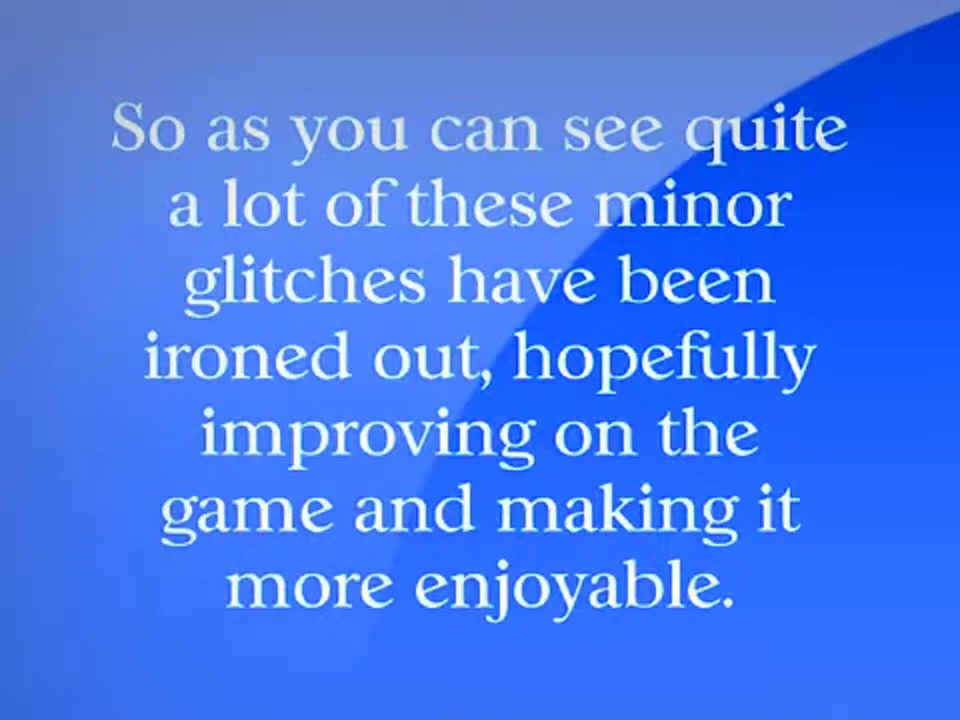 So as you can see quite
a lot of these minor
glitches have been
ironed out, hopefully
improving on the
game and making it
more enjoyable.